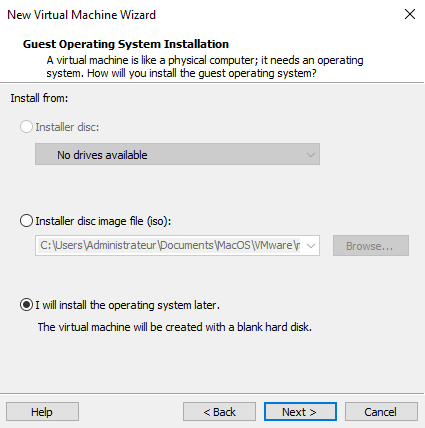 New Virtual Machine Wizard
Guest Operating System Installation
A virtual machine is like a physical computer; it needs an operating
system. How will you install the guest operating system?
Install from:
Installer disc:
No drives available
Installer disc image file (iso):
C:\Users\Administrateur\Documents\MacOS\VMware\
Browse...
I will install the operating system later.
The virtual machine will be created with a blank hard disk.
Help
< Back
Next >
Cancel